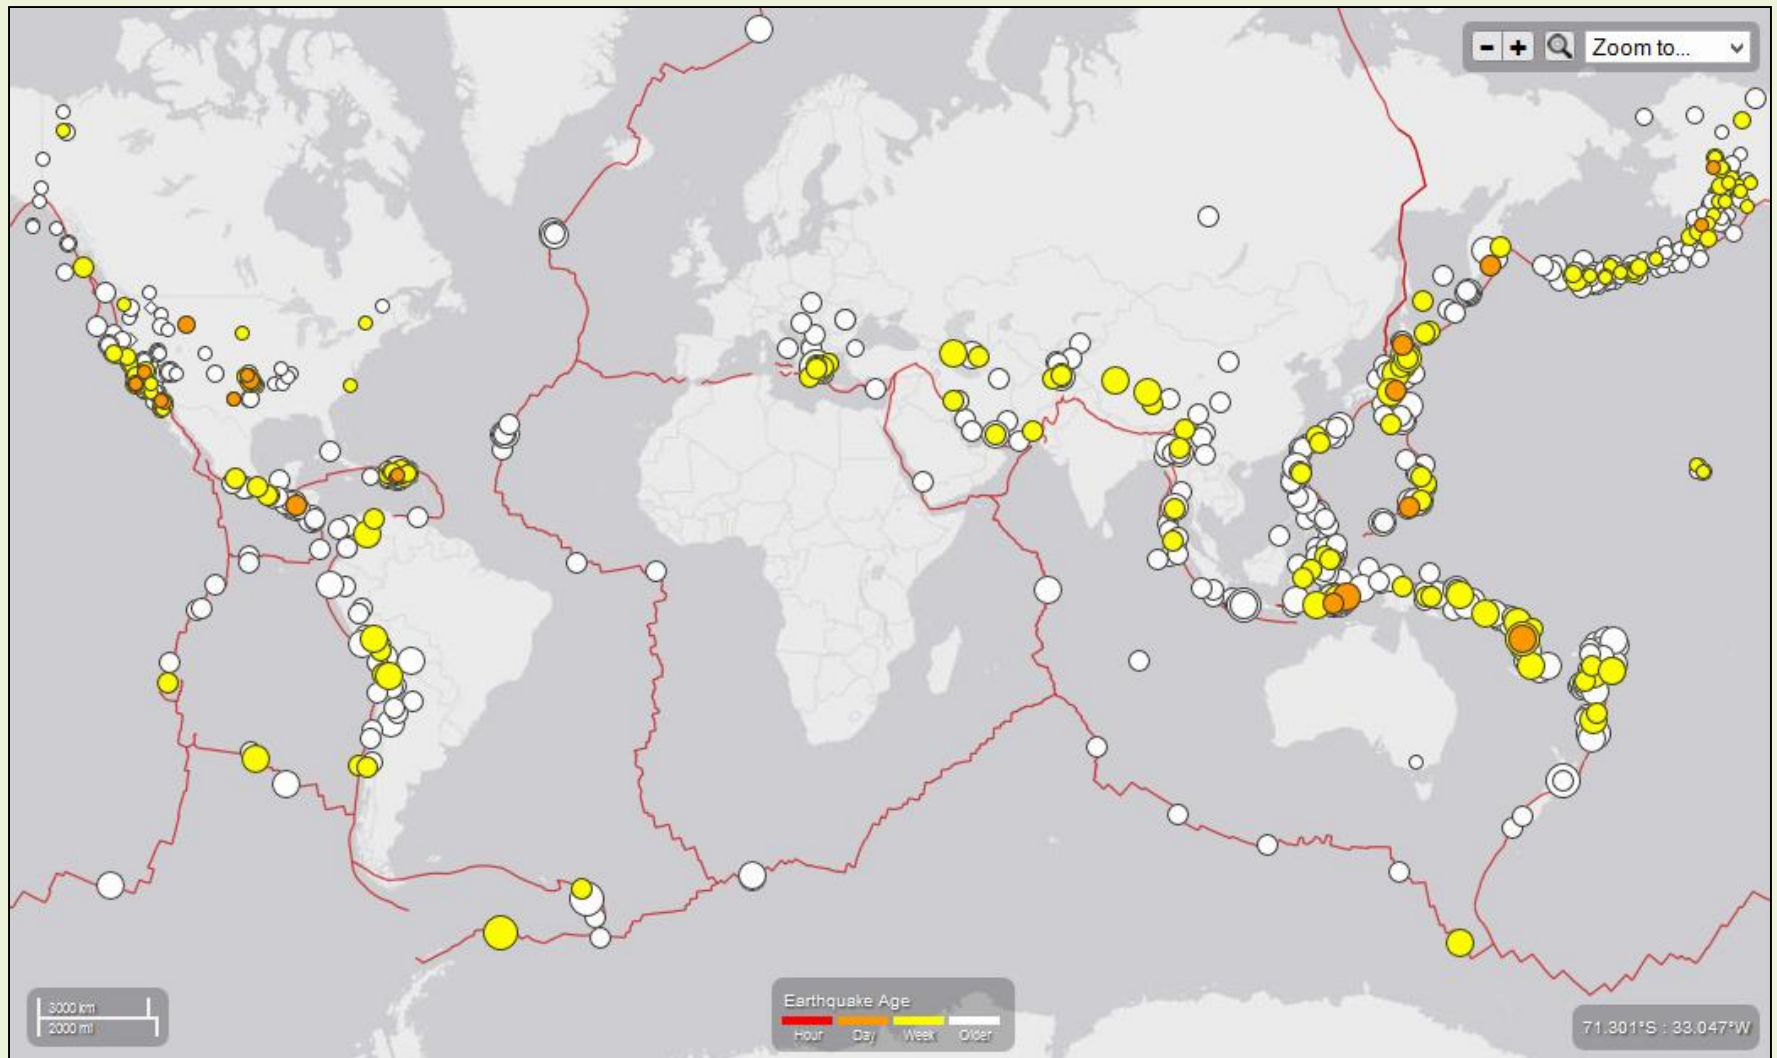 - + Zoom to...
3000 km
2000 mi
Earthquake Age
Hour Day Week Older
71.301°S : 33.047°W